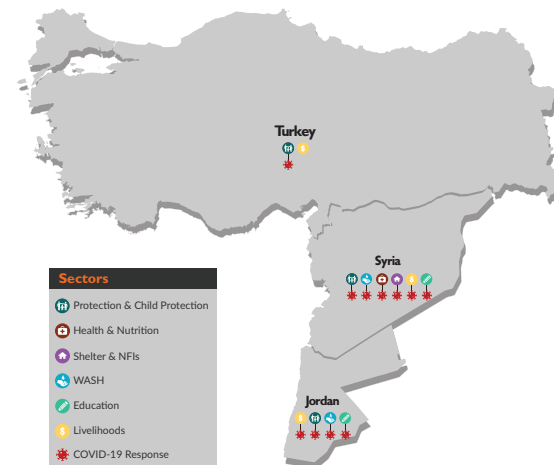 Turkey
Syria
Sectors
Protection & Child Protection
Health & Nutrition
Shelter & NFIs
WASH
Education
Livelihoods
COVID-19 Response
Jordan